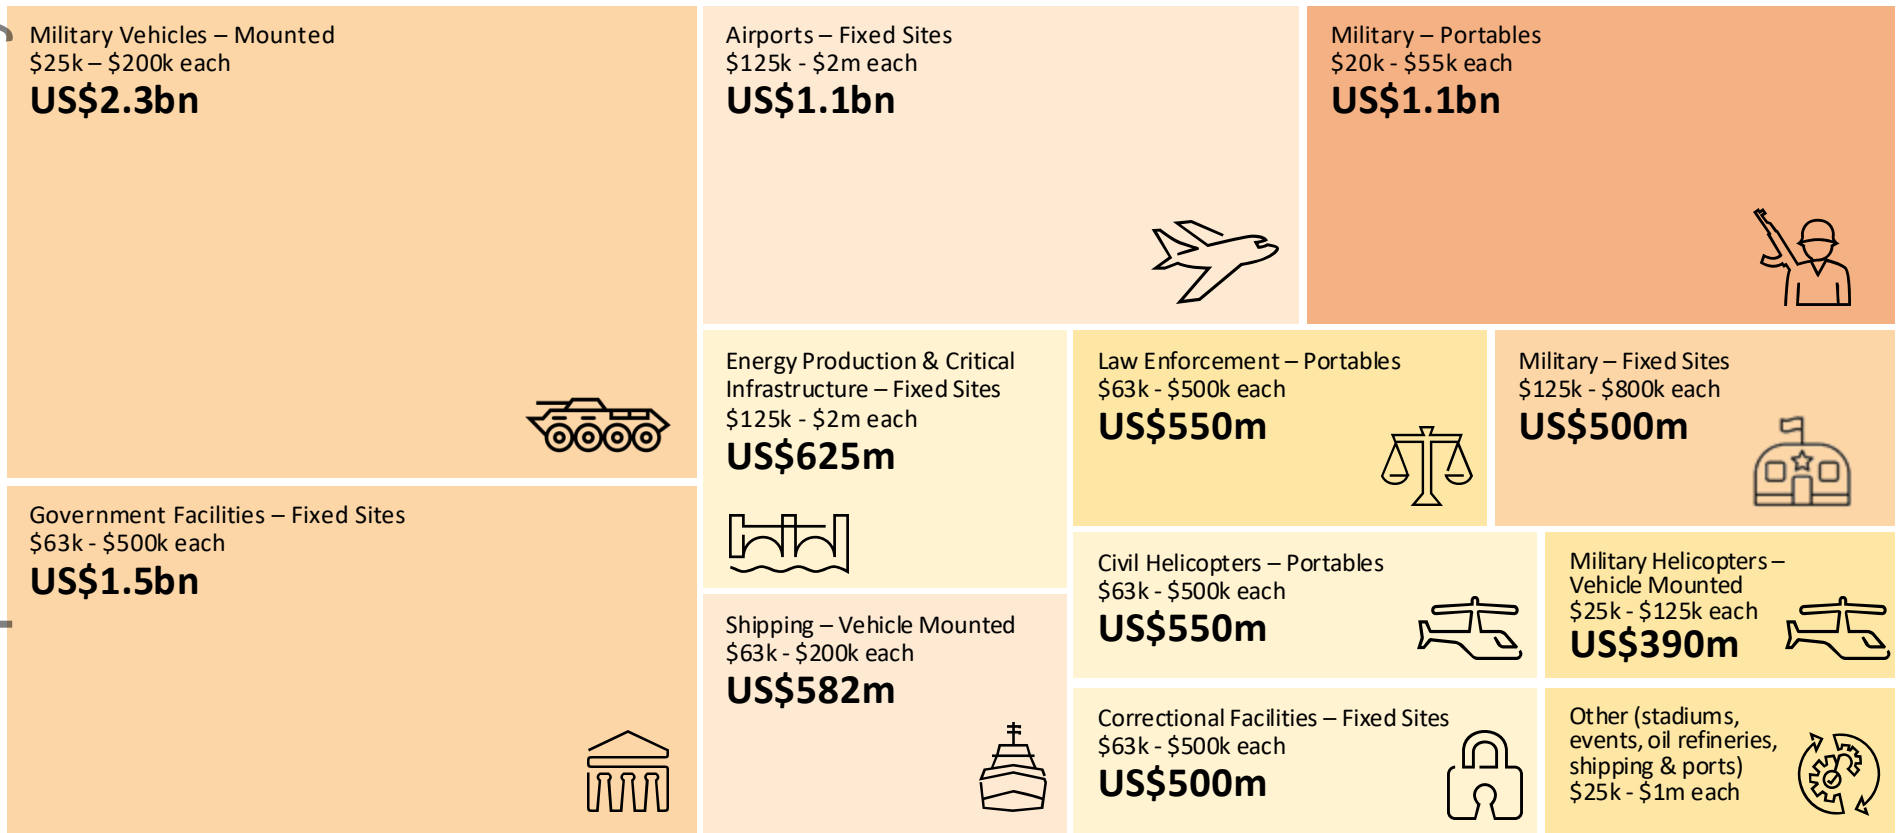 Military Vehicles – Mounted
$25k – $200k each
US$2.3bn
Airports – Fixed Sites
$125k - $2m each
US$1.1bn
Military – Portables
$20k - $55k each
US$1.1bn
Energy Production & Critical
Infrastructure – Fixed Sites
$125k - $2m each
US$625m
Law Enforcement – Portables
$63k - $500k each
US$550m
Military – Fixed Sites
$125k - $800k each
US$500m
Government Facilities – Fixed Sites
$63k - $500k each
US$1.5bn
Civil Helicopters – Portables
$63k - $500k each
US$550m
Military Helicopters –
Vehicle Mounted
$25k - $125k each
US$390m
Shipping – Vehicle Mounted
$63k - $200k each
US$582m
Correctional Facilities – Fixed Sites
$63k - $500k each
US$500m
Other (stadiums,
events, oil refineries,
shipping & ports)
$25k - $1m each